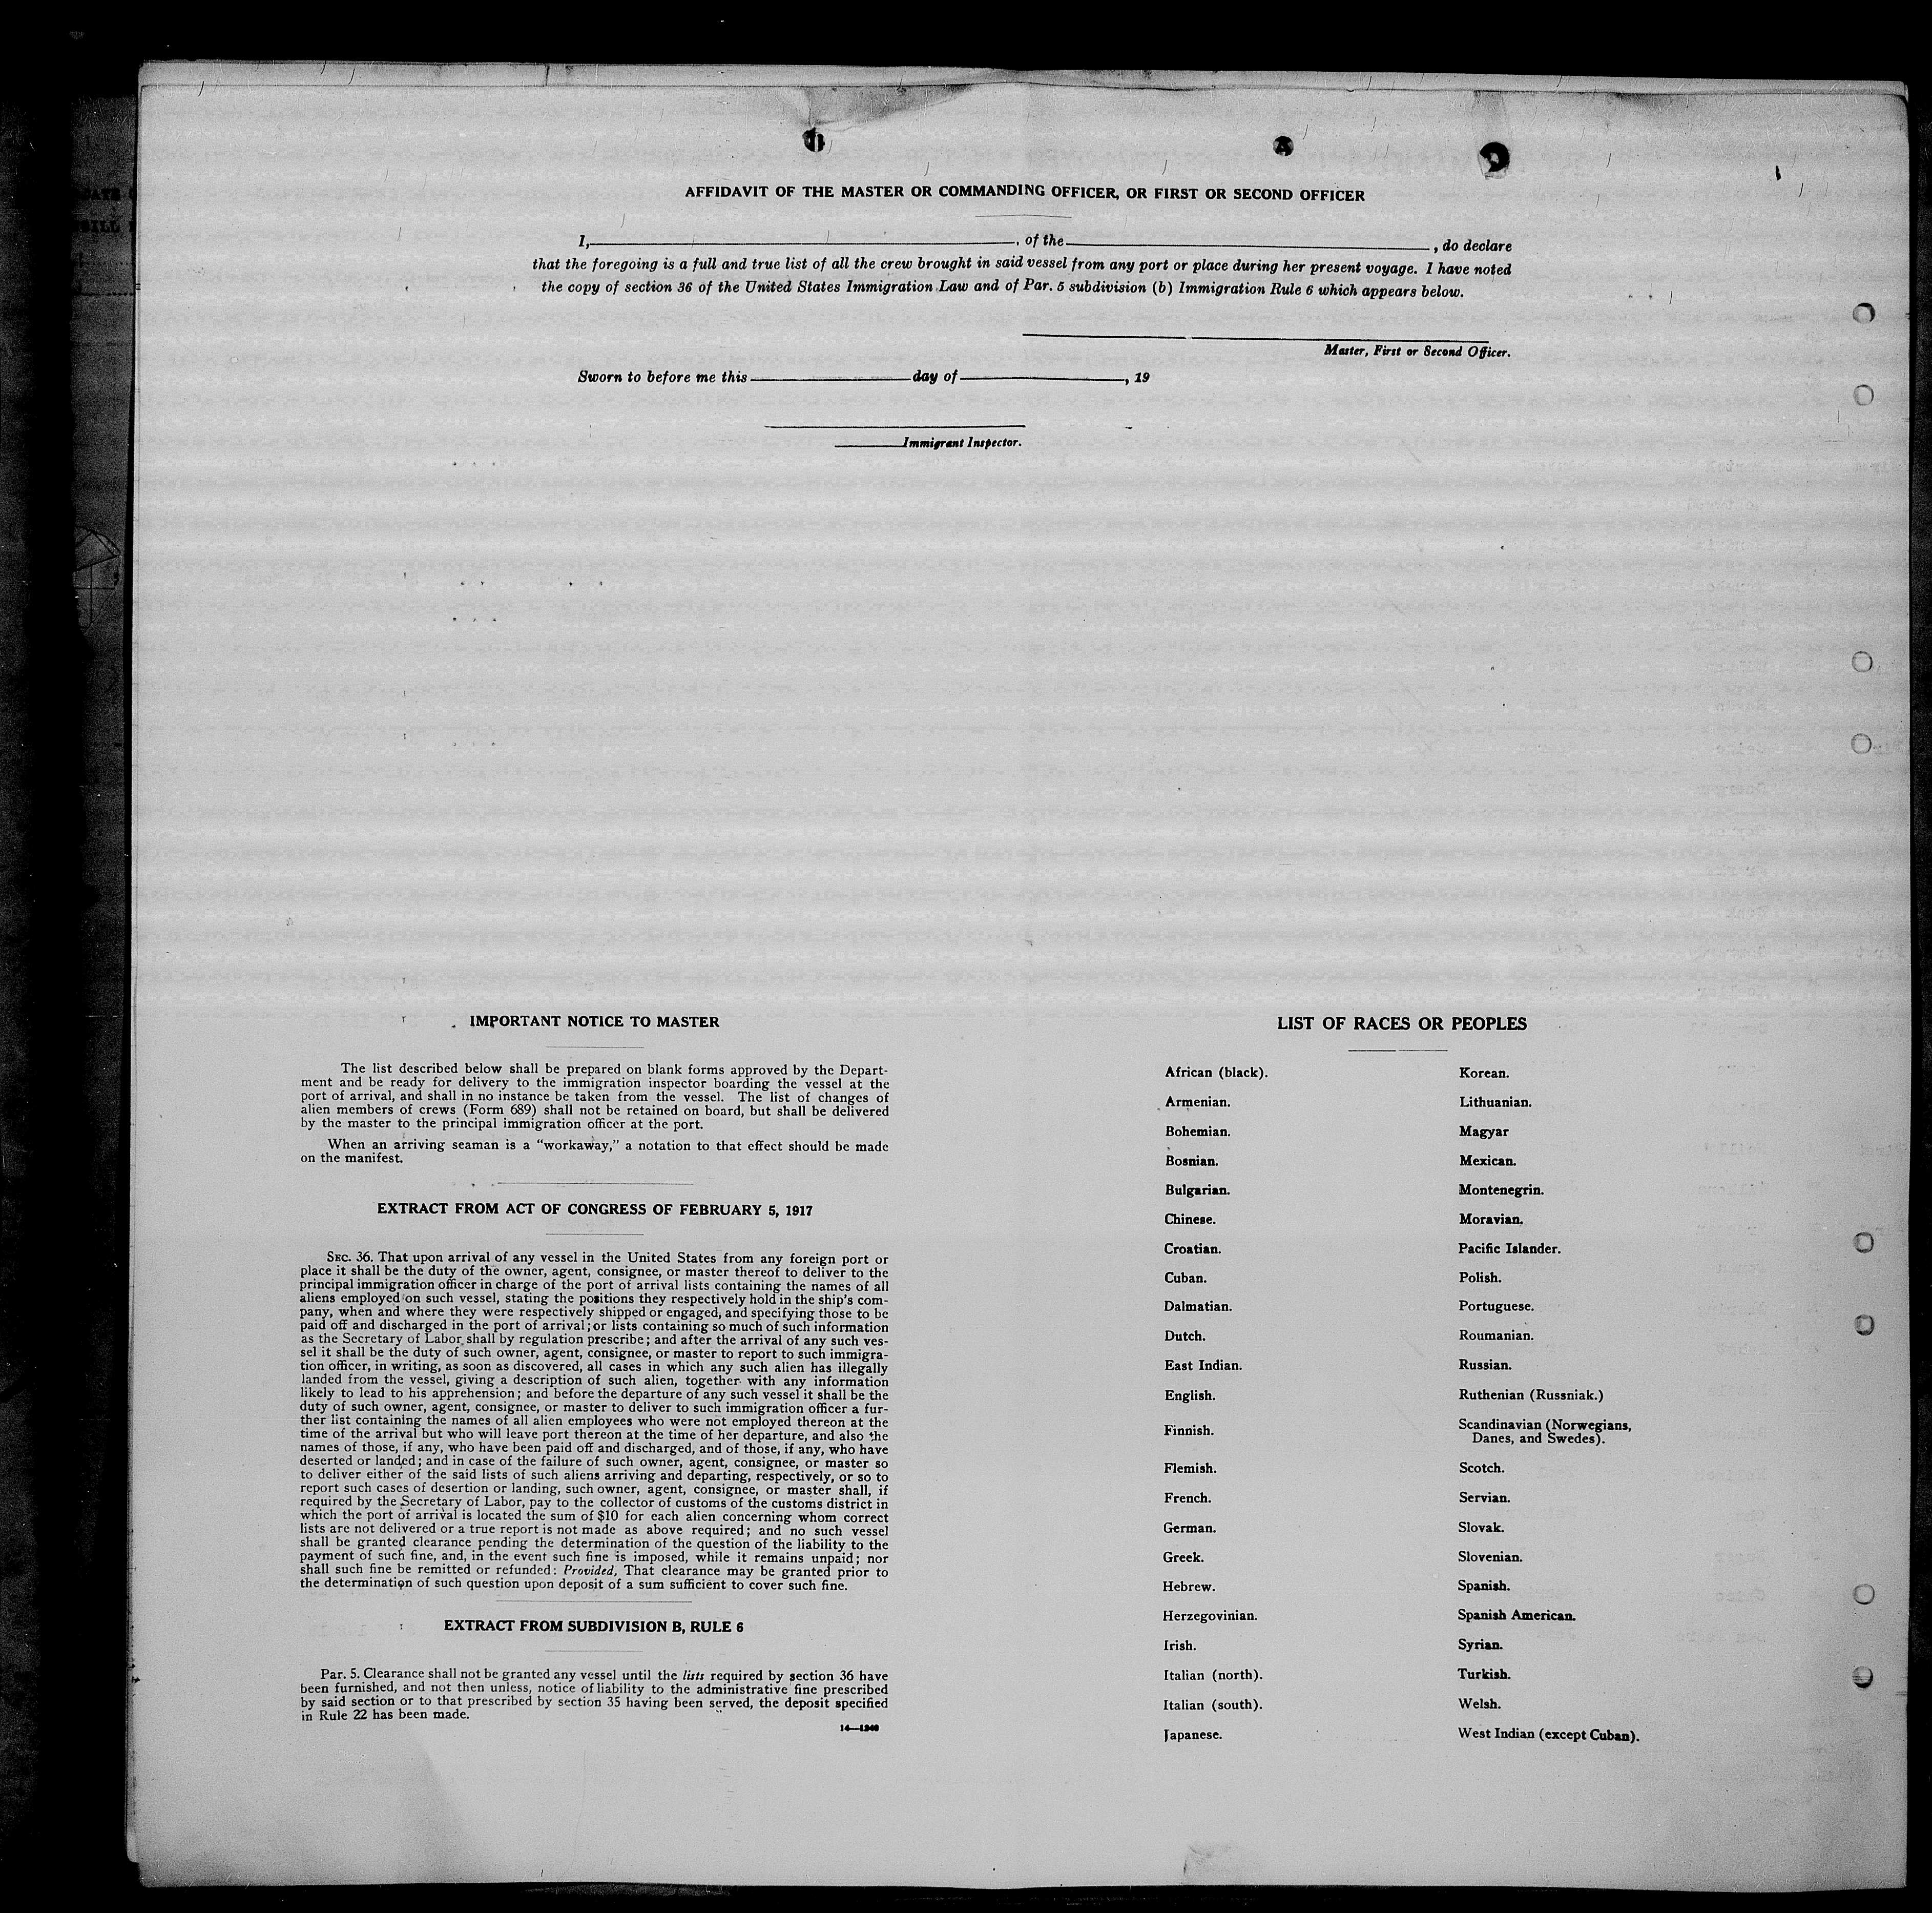 AFFIDAVIT OF THE MASTER OR COMMANDING OFFICER, OR FIRST OR SECOND OFFICER
I, , of the , do declare
that the foregoing is a full and true list of all the crew brought in said vessel from any port or place during her present voyage. I have noted
the copy of section 36 of the United States Immigration Law and of Par. 5 subdivision (b) Immigration Rule 6 which appears below.
Master, First or Second Officer.
Sworn to before me this day of , 19
Immigrant Inspector.
IMPORTANT NOTICE TO MASTER
The list described below shall be prepared on blank forms approved by the Depart-
ment and be ready for delivery to the immigration inspector boarding the vessel at the
port of arrival, and shall in no instance be taken from the vessel. The list of changes of
alien members of crews (Form 689) shall not be retained on board, but shall be delivered
by the master to the principal immigration officer at the port.
When an arriving seaman is a "workaway," a notation to that effect should be made
on the manifest.
EXTRACT FROM ACT OF CONGRESS OF FEBRUARY 5, 1917
SEC. 36. That upon arrival of any vessel in the United States from any foreign port or
place it shall be the duty of the owner, agent, consignee, or master thereof to deliver to the
principal immigration officer in charge of the port of arrival lists containing the names of all
aliens employed on such vessel, stating the positions they respectively hold in the ship's com-
pany, when and where they were respectively shipped or engaged, and specifying those to be
paid off and discharged in the port of arrival; or lists containing so much of such information
as the Secretary of Labor shall by regulation prescribe; and after the arrival of any such ves-
sel it shall be the duty of such owner, agent, consignee, or master to report to such immigra-
tion officer, in writing, as soon as discovered, all cases in which any such alien has illegally
landed from the vessel, giving a description of such alien, together with any information
likely to lead to his apprehension; and before the departure of any such vessel it shall be the
duty of such owner, agent, consignee, or master to deliver to such immigration officer a fur-
ther list containing the names of all alien employees who were not employed thereon at the
time of the arrival but who will leave port thereon at the time of her departure, and also the
names of those, if any, who have been paid off and discharged, and of those, if any, who have
deserted or landed; and in case of the failure of such owner, agent, consignee, or master so
to deliver either of the said lists of such aliens arriving and departing, respectively, or so to
report such cases of desertion or landing, such owner, agent, consignee, or master shall, if
required by the Secretary of Labor, pay to the collector of customs of the customs district in
which the port of arrival is located the sum of $10 for each alien concerning whom correct
lists are not delivered or a true report is not made as above required; and no such vessel
shall be granted clearance pending the determination of the question of the liability to the
payment of such fine, and, in the event such fine is imposed, while it remains unpaid; nor
shall such fine be remitted or refunded: Provided, That clearance may be granted prior to
the determination of such question upon deposit of a sum sufficient to cover such fine.
EXTRACT FROM SUBDIVISION B, RULE 6
Par. 5. Clearance shall not be granted any vessel until the lists required by section 36 have
been furnished, and not then unless, notice of liability to the administrative fine prescribed
by said section or to that prescribed by section 35 having been served, the deposit specified
in Rule 22 has been made.
14—1240
LIST OF RACES OR PEOPLES
African (black).
Armenian.
Bohemian.
Bosnian.
Bulgarian.
Chinese.
Croatian.
Cuban.
Dalmatian.
Dutch.
East Indian.
English.
Finnish.
Flemish.
French.
German.
Greek.
Hebrew.
Herzegovinian.
Irish.
Italian (north).
Italian (south).
Japanese.
Korean.
Lithuanian.
Magyar
Mexican.
Montenegrin.
Moravian.
Pacific Islander.
Polish.
Portuguese.
Roumanian.
Russian.
Ruthenian (Russniak.)
Scandinavian (Norwegians,
Danes, and Swedes).
Scotch.
Servian.
Slovak.
Slovenian.
Spanish.
Spanish American.
Syrian.
Turkish.
Welsh.
West Indian (except Cuban).